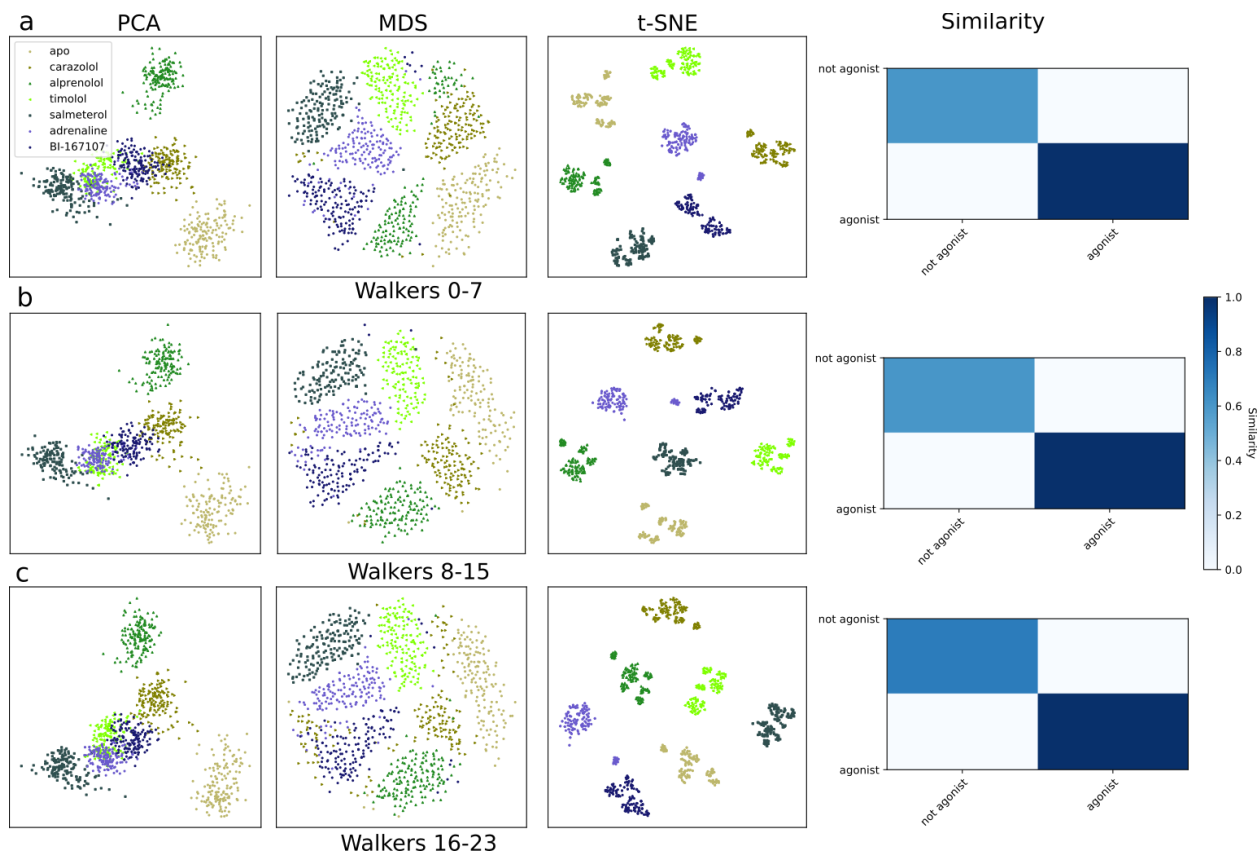 a
PCA
MDS
t-SNE
Similarity
apo
carazolol
alprenolol
timolol
salmeterol
adrenaline
BI-167107
not agonist
agonist
not agonist
agonist
Walkers 0-7
b
not agonist
agonist
not agonist
agonist
1.0
0.8
0.6
0.4
0.2
0.0
Similarity
Walkers 8-15
c
not agonist
agonist
not agonist
agonist
Walkers 16-23